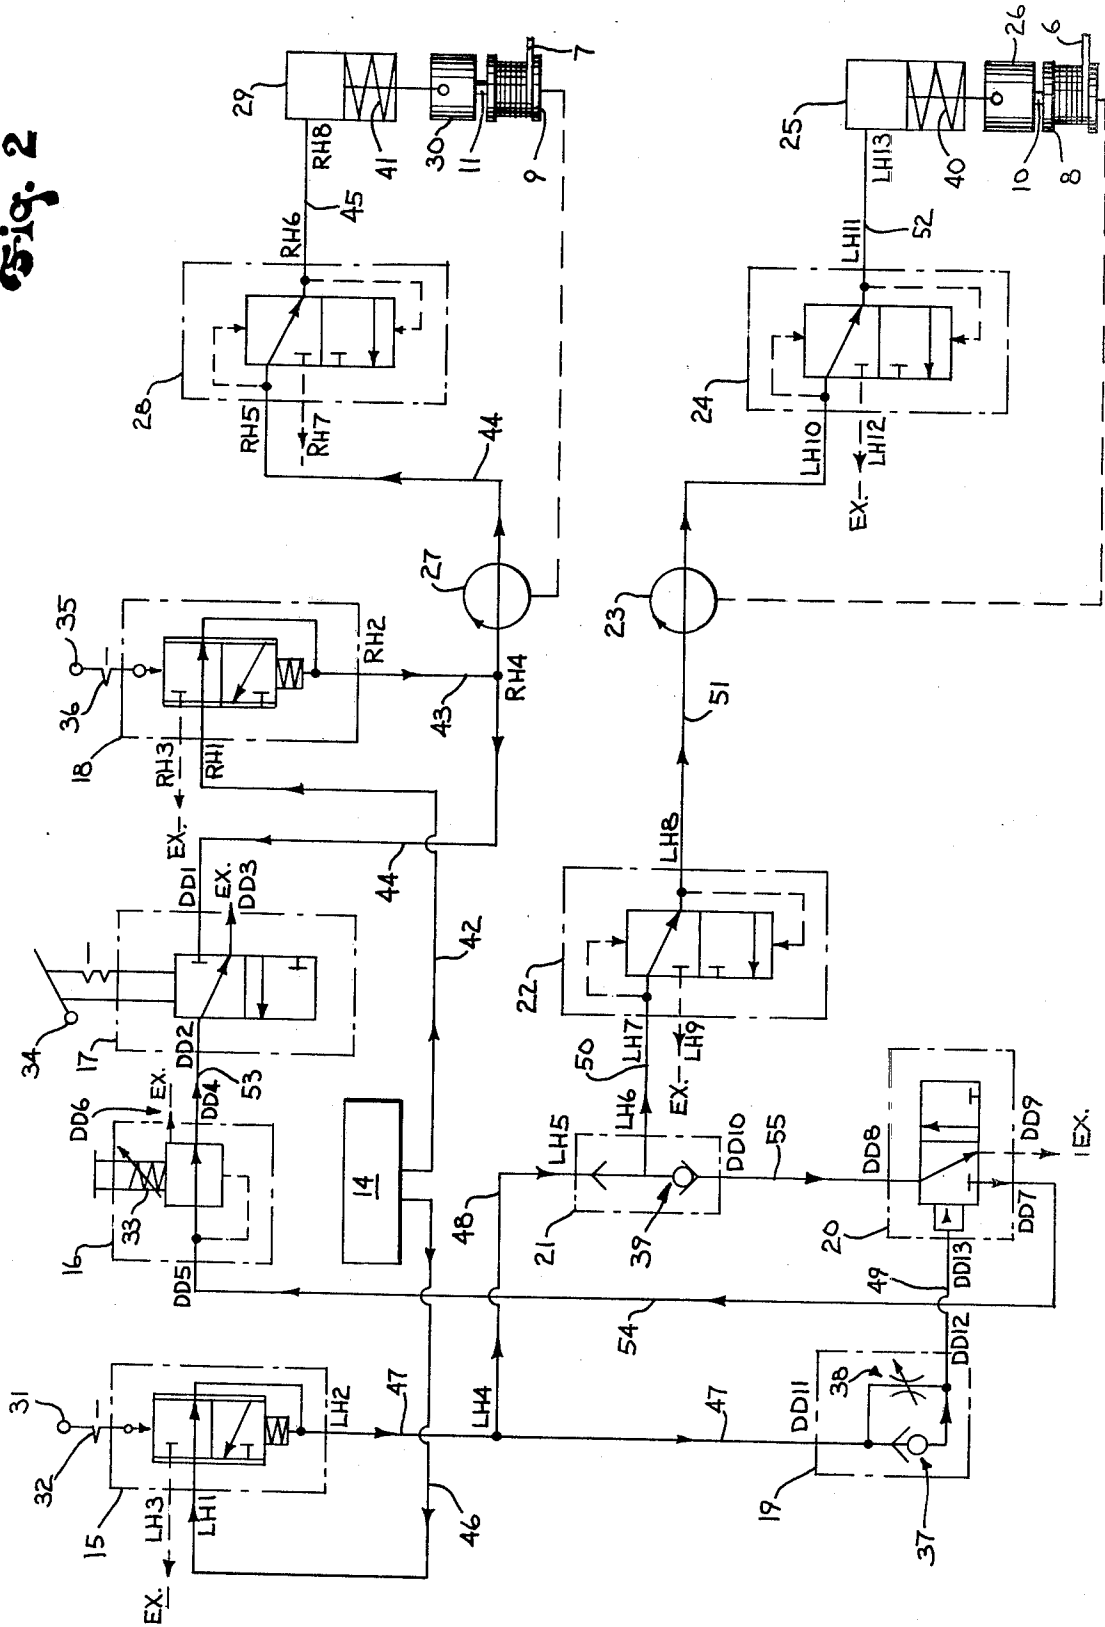 Fig. 2
29
RH8
41
30
11
9
7
45
RH6
28
RH5
RH7
44
27
35
36
18
RH3
EX.
RH1
RH2
43
RH4
DD1
EX.
DD3
44
42
34
17
DD2
53
DD4
EX.
DD6
33
16
DD5
14
31
32
15
LH3
EX.
LH1
LH2
47
46
LH4
25
LH13
40
26
10
8
6
52
LH11
24
LH10
LH12
EX.
23
51
LH8
22
LH7
LH9
EX.
50
LH6
LH5
48
21
39
DD10
55
DD8
20
DD9
EX.
DD7
DD13
49
54
DD12
38
DD11
47
19
37